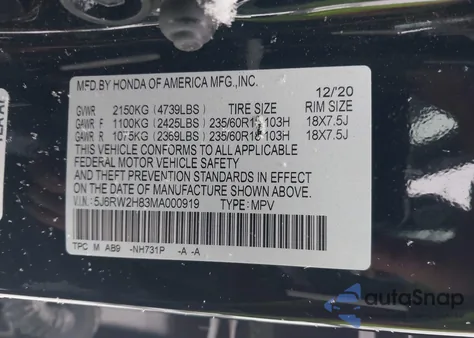 MFD.BY HONDA OF AMERICA MFG.,INC. 12/'20
GVWR 2150KG (4739LBS) TIRE SIZE RIM SIZE
GAWR F 1100KG (2425LBS) 235/60R18 103H 18X7.5J
GAWR R 1075KG (2369LBS) 235/60R18 103H 18X7.5J
THIS VEHICLE CONFORMS TO ALL APPLICABLE
FEDERAL MOTOR VEHICLE SAFETY
AND THEFT PREVENTION STANDARDS IN EFFECT ON THE
DATE OF MANUFACTURE SHOWN ABOVE.
V.I.N.: 5J6RW2H83MA000919 TYPE: MPV
TPC M AB9 -NH731P -A -A
autoSnap